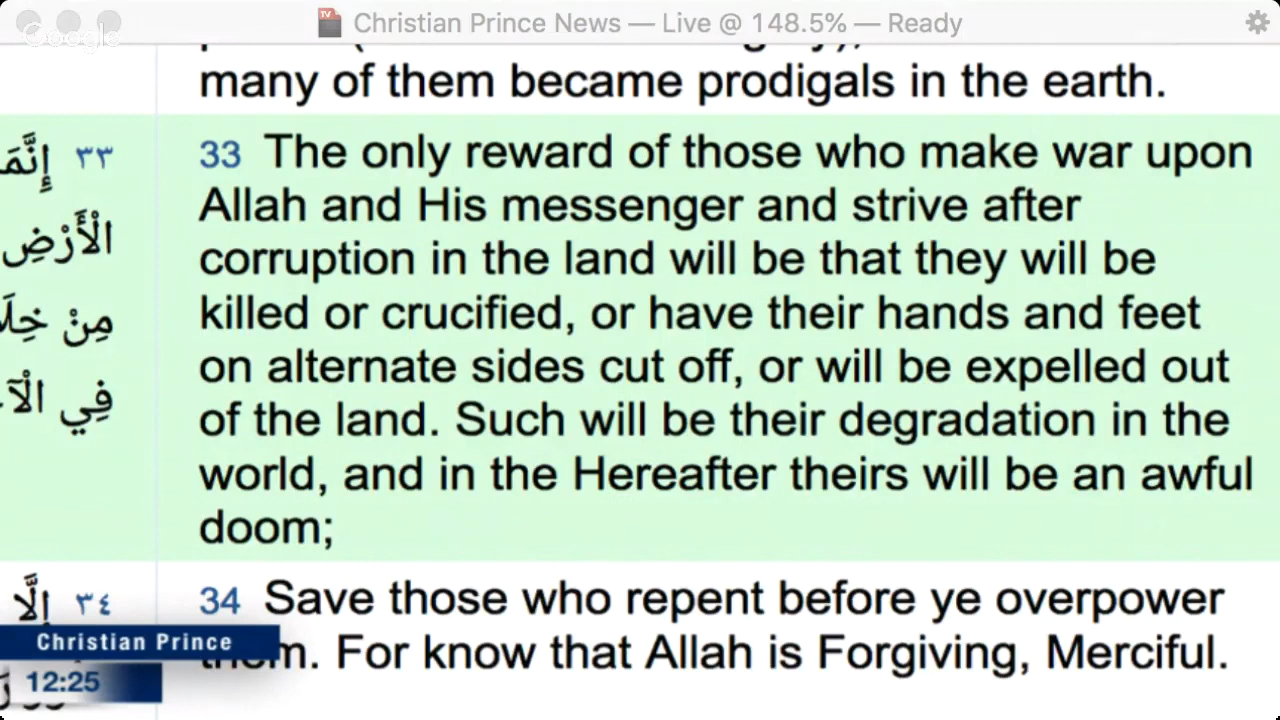 Christian Prince News — Live @ 148.5% — Ready
Google
many of them became prodigals in the earth.
33 The only reward of those who make war upon
Allah and His messenger and strive after
corruption in the land will be that they will be
killed or crucified, or have their hands and feet
on alternate sides cut off, or will be expelled out
of the land. Such will be their degradation in the
world, and in the Hereafter theirs will be an awful
doom;
٣٣
الْأَرْضِ
مِنْ
فِي
34 Save those who repent before ye overpower
them. For know that Allah is Forgiving, Merciful.
٣٤ إِلَّا
Christian Prince
12:25